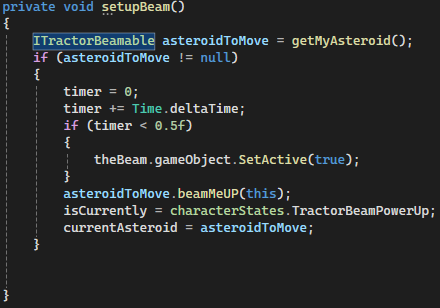 private void setupBeam()
{
ITractorBeamable asteroidToMove = getMyAsteroid();
if (asteroidToMove != null)
{
timer = 0;
timer += Time.deltaTime;
if (timer < 0.5f)
{
theBeam.gameObject.SetActive(true);
}
asteroidToMove.beamMeUP(this);
isCurrently = characterStates.TractorBeamPowerUp;
currentAsteroid = asteroidToMove;
}
}